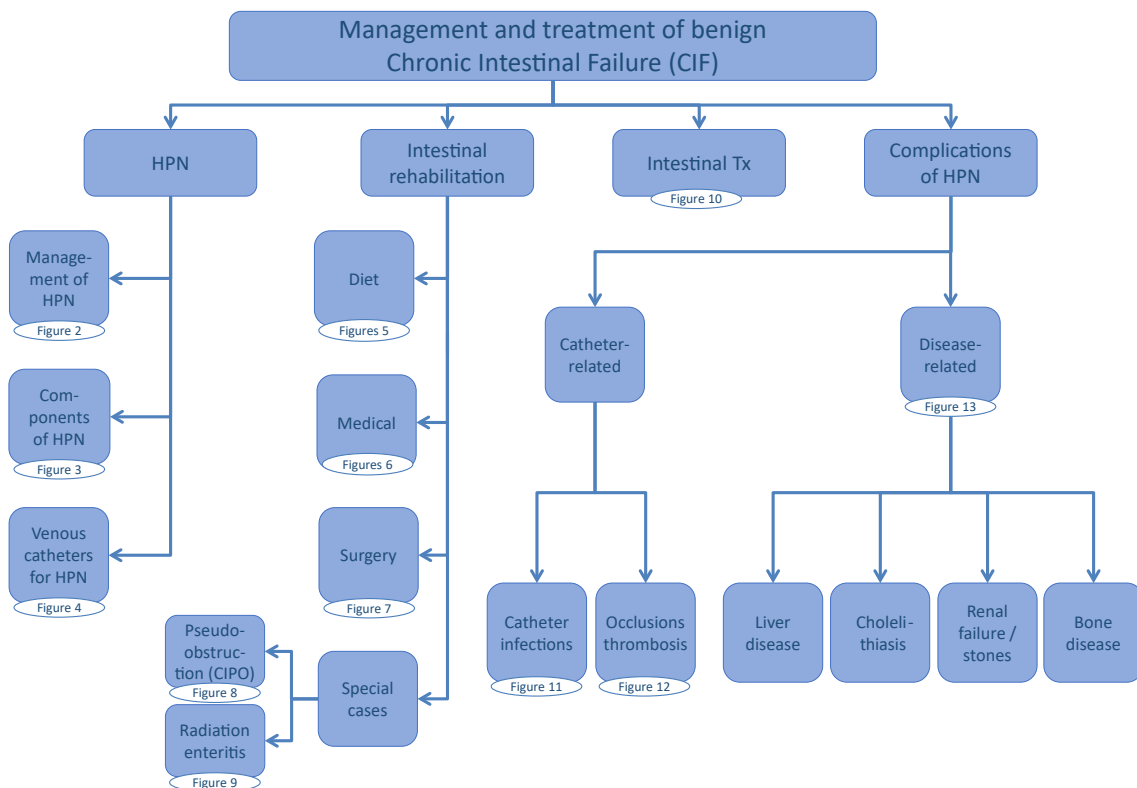 Management and treatment of benign
Chronic Intestinal Failure (CIF)
HPN
Intestinal
rehabilitation
Intestinal Tx
Figure 10
Complications
of HPN
Manage-
ment of
HPN
Figure 2
Com-
ponents
of HPN
Figure 3
Venous
catheters
for HPN
Figure 4
Diet
Figures 5
Medical
Figures 6
Surgery
Figure 7
Special
cases
Pseudo-
obstruc-
tion (CIPO)
Figure 8
Radiation
enteritis
Figure 9
Catheter-
related
Disease-
related
Figure 13
Catheter
infections
Figure 11
Occlusions
thrombosis
Figure 12
Liver
disease
Choleli-
thiasis
Renal
failure /
stones
Bone
disease